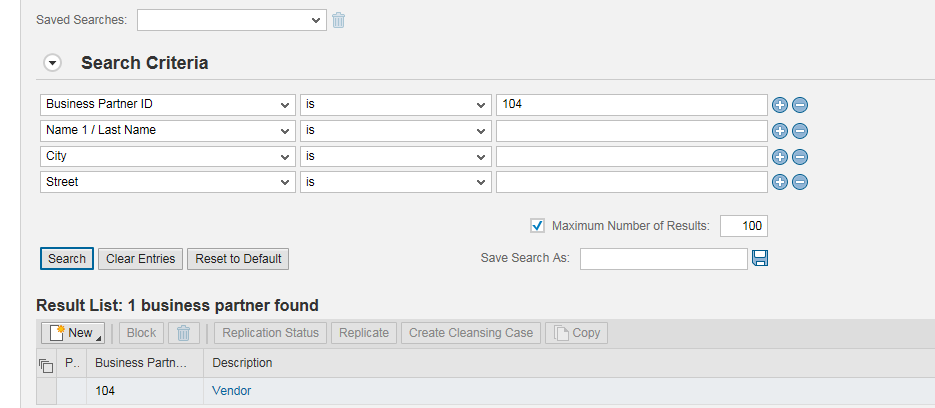 Saved Searches:
Search Criteria
Business Partner ID is 104
Name 1 / Last Name is
City is
Street is
Maximum Number of Results: 100
Search Clear Entries Reset to Default Save Search As:
Result List: 1 business partner found
New Block Replication Status Replicate Create Cleansing Case Copy
P.. Business Partn... Description
104 Vendor